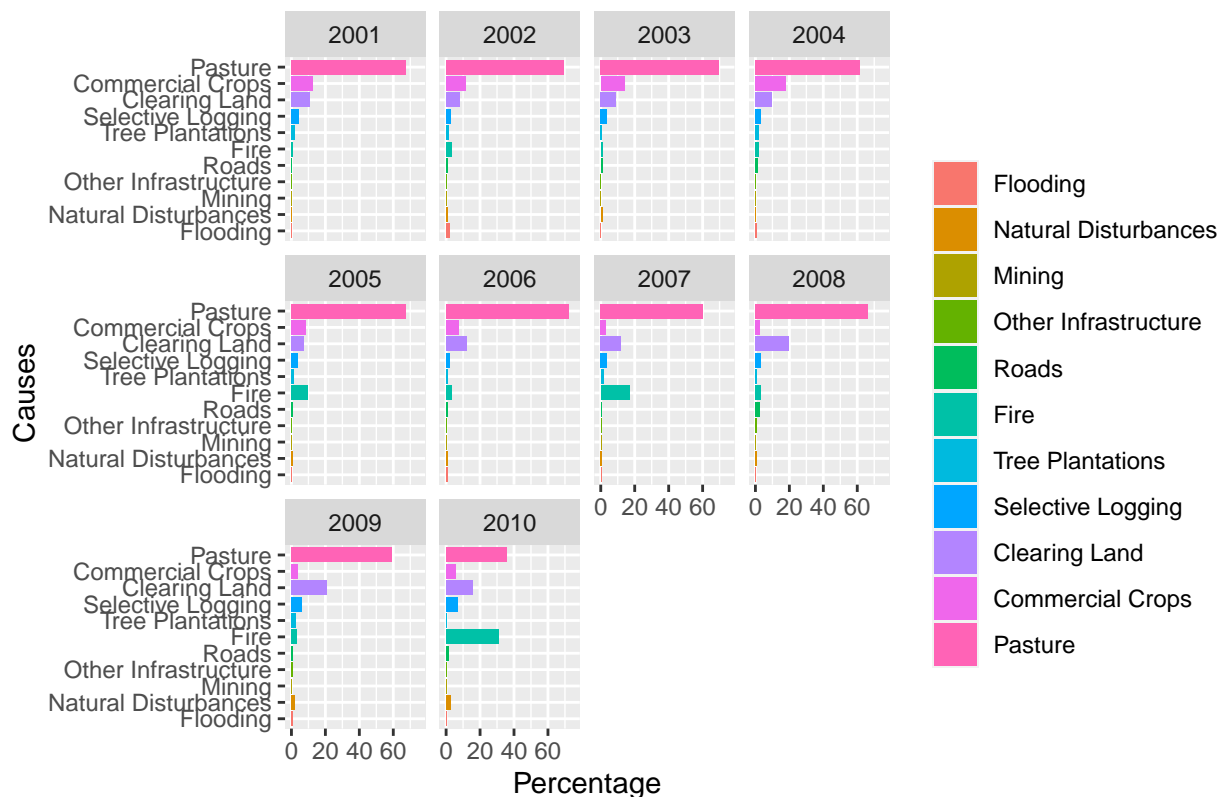 2001 2002 2003 2004
Pasture
Commercial Crops
Clearing Land
Selective Logging
Tree Plantations
Fire
Roads
Other Infrastructure
Mining
Natural Disturbances
Flooding
2005 2006 2007 2008
Pasture
Commercial Crops
Clearing Land
Selective Logging
Tree Plantations
Fire
Roads
Other Infrastructure
Mining
Natural Disturbances
Flooding
0 20 40 60 0 20 40 60
2009 2010
Pasture
Commercial Crops
Clearing Land
Selective Logging
Tree Plantations
Fire
Roads
Other Infrastructure
Mining
Natural Disturbances
Flooding
0 20 40 60 0 20 40 60
Percentage
Causes
Flooding
Natural Disturbances
Mining
Other Infrastructure
Roads
Fire
Tree Plantations
Selective Logging
Clearing Land
Commercial Crops
Pasture